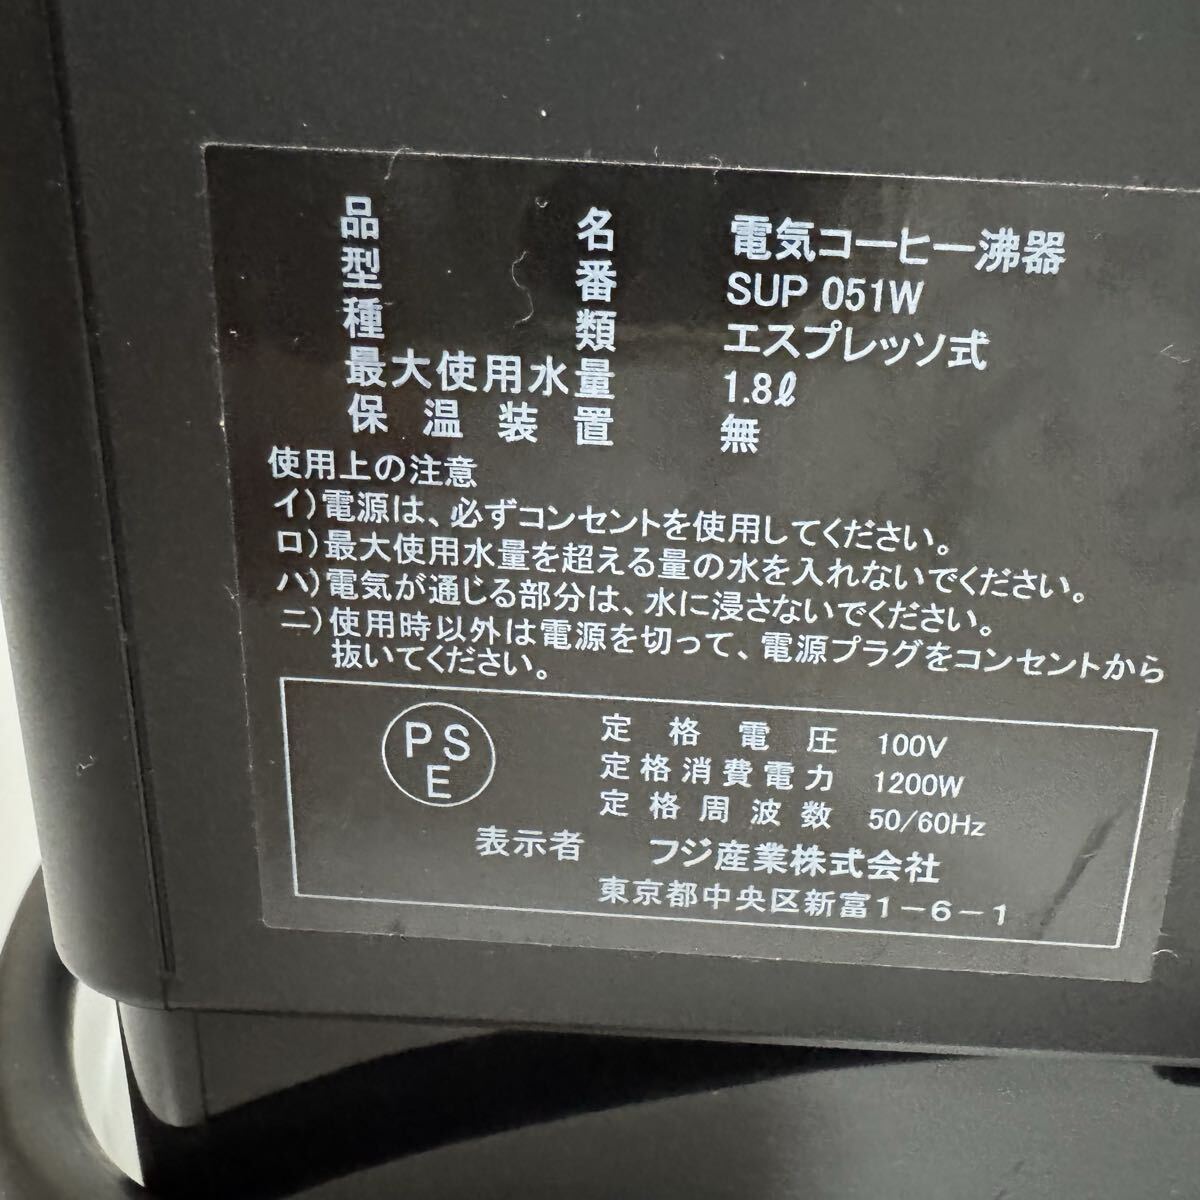 品名 電気コーヒー沸器
型番 SUP 051W
種類 エスプレッソ式
最大使用水量 1.8ℓ
保温装置 無
使用上の注意
イ)電源は、必ずコンセントを使用してください。
ロ)最大使用水量を超える量の水を入れないでください。
ハ)電気が通じる部分は、水に浸さないでください。
ニ)使用時以外は電源を切って、電源プラグをコンセントから
抜いてください。
PS
E
定格電圧 100V
定格消費電力 1200W
定格周波数 50/60Hz
表示者 フジ産業株式会社
東京都中央区新富1-6-1